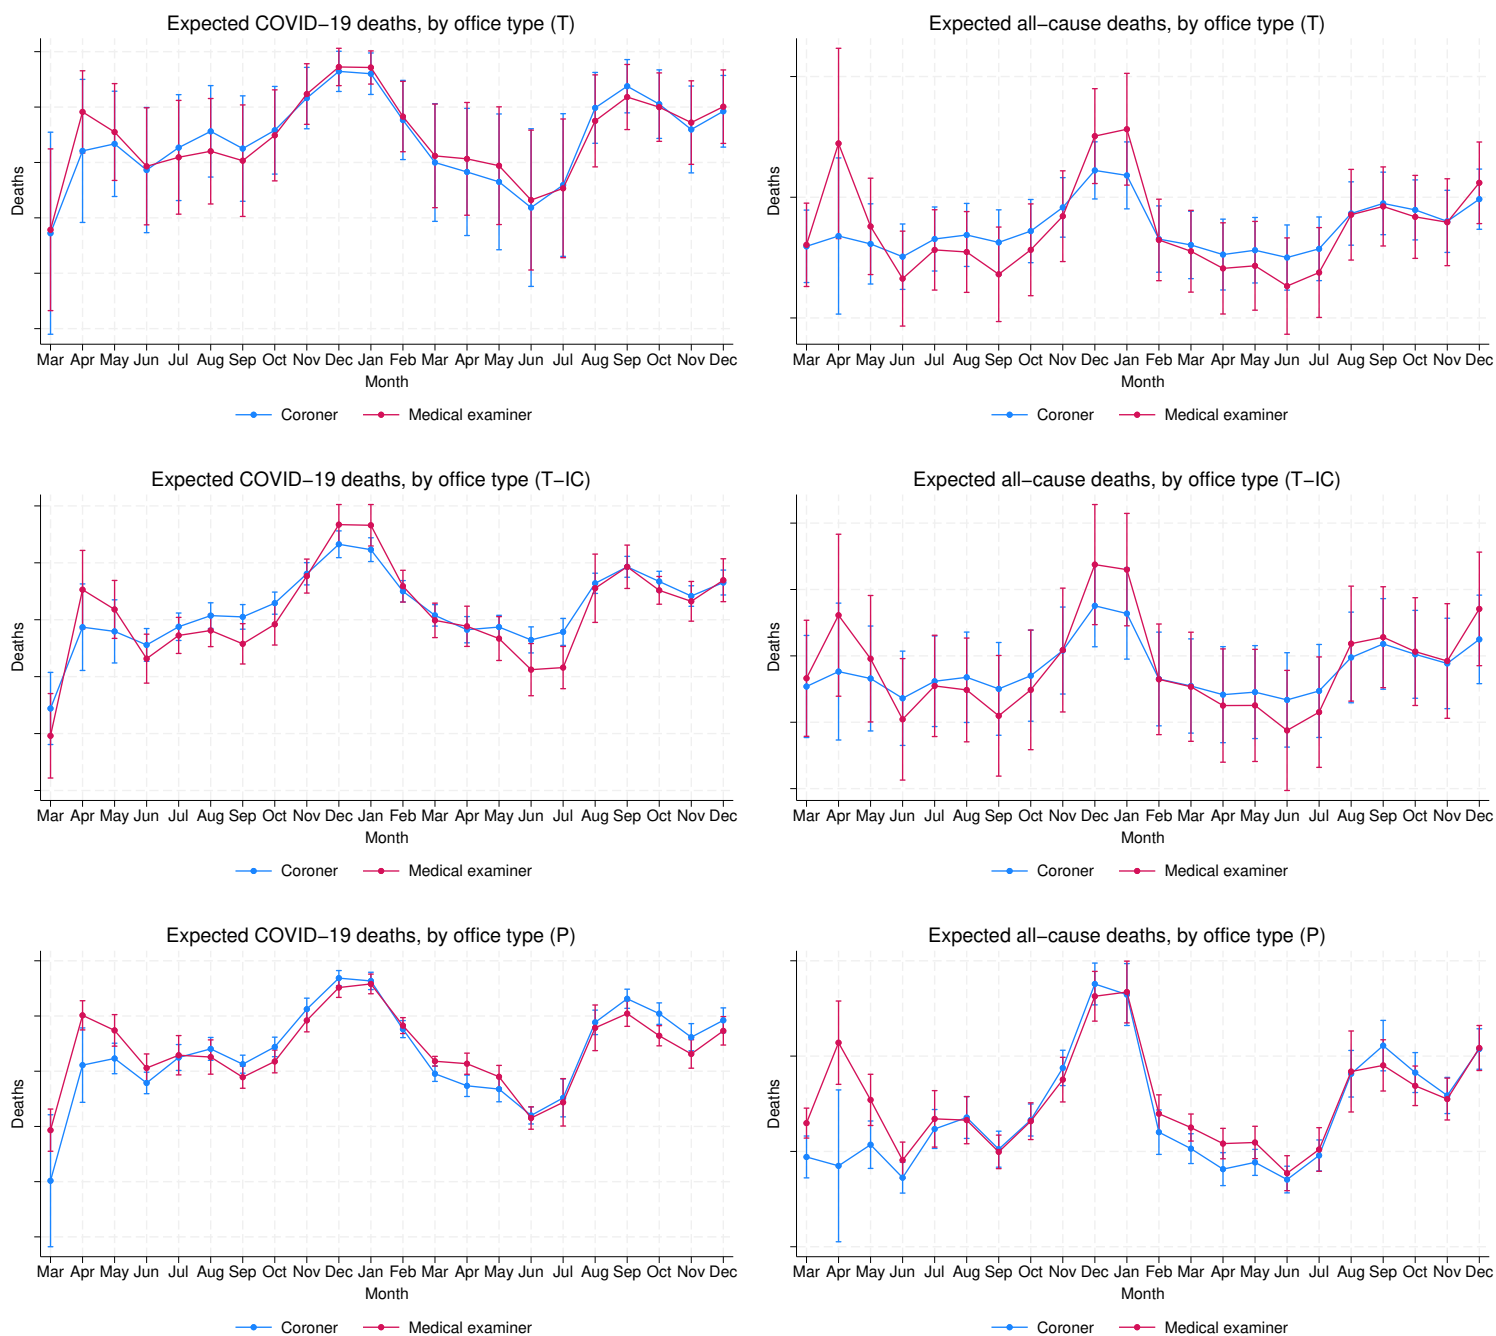 Expected COVID−19 deaths, by office type (T)
Deaths
Mar Apr May Jun Jul Aug Sep Oct Nov Dec Jan Feb Mar Apr May Jun Jul Aug Sep Oct Nov Dec
Month
Coroner Medical examiner
Expected all−cause deaths, by office type (T)
Deaths
Mar Apr May Jun Jul Aug Sep Oct Nov Dec Jan Feb Mar Apr May Jun Jul Aug Sep Oct Nov Dec
Month
Coroner Medical examiner
Expected COVID−19 deaths, by office type (T−IC)
Deaths
Mar Apr May Jun Jul Aug Sep Oct Nov Dec Jan Feb Mar Apr May Jun Jul Aug Sep Oct Nov Dec
Month
Coroner Medical examiner
Expected all−cause deaths, by office type (T−IC)
Deaths
Mar Apr May Jun Jul Aug Sep Oct Nov Dec Jan Feb Mar Apr May Jun Jul Aug Sep Oct Nov Dec
Month
Coroner Medical examiner
Expected COVID−19 deaths, by office type (P)
Deaths
Mar Apr May Jun Jul Aug Sep Oct Nov Dec Jan Feb Mar Apr May Jun Jul Aug Sep Oct Nov Dec
Month
Coroner Medical examiner
Expected all−cause deaths, by office type (P)
Deaths
Mar Apr May Jun Jul Aug Sep Oct Nov Dec Jan Feb Mar Apr May Jun Jul Aug Sep Oct Nov Dec
Month
Coroner Medical examiner